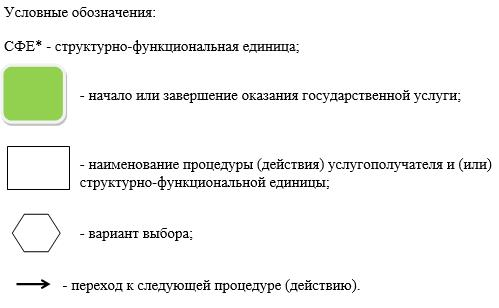 Условные обозначения:
СФЕ* - структурно-функциональная единица;
- начало или завершение оказания государственной услуги;
- наименование процедуры (действия) услугополучателя и (или)
структурно-функциональной единицы;
- вариант выбора;
- переход к следующей процедуре (действию).